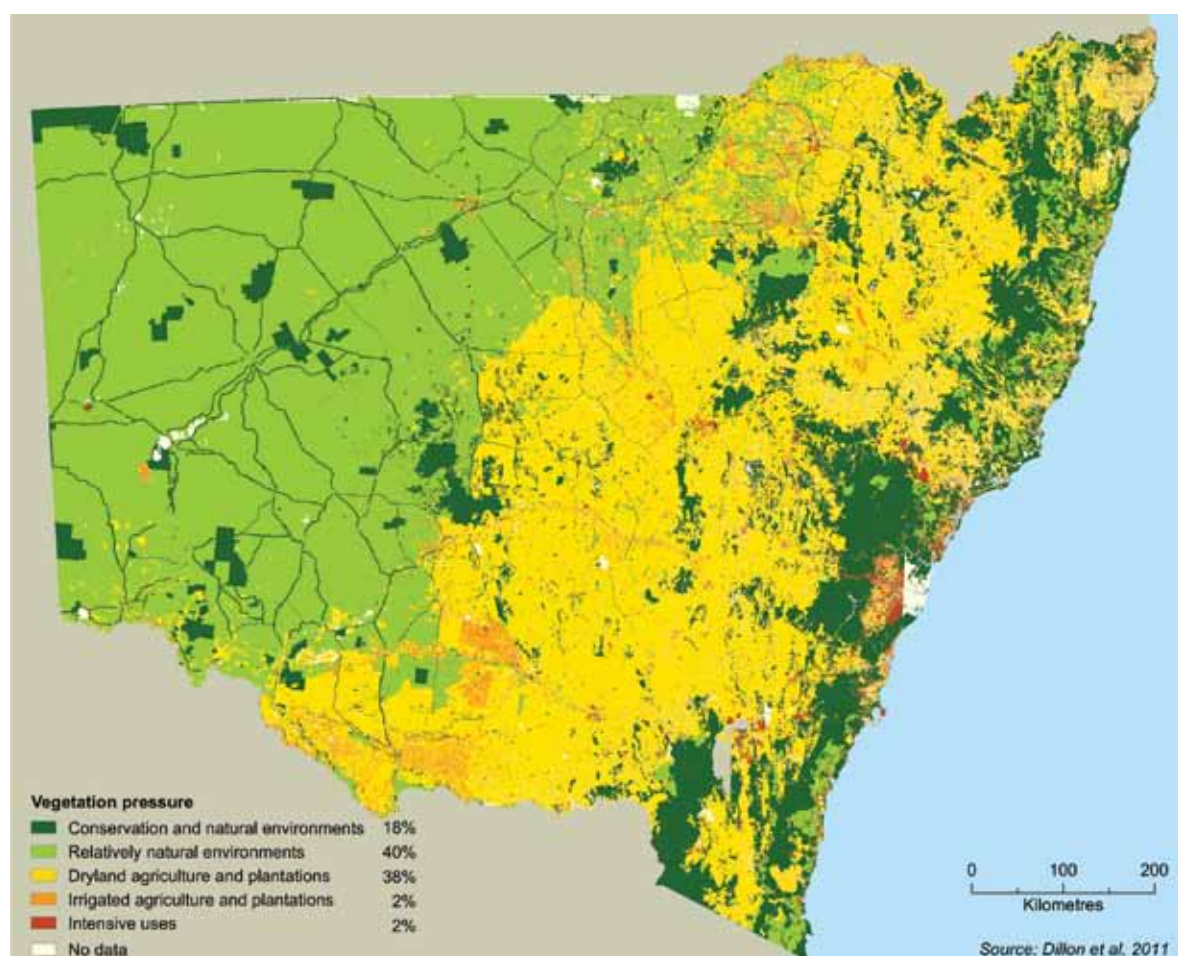 Vegetation pressure
Conservation and natural environments 18%
Relatively natural environments 40%
Dryland agriculture and plantations 38%
Irrigated agriculture and plantations 2%
Intensive uses 2%
No data
0 100 200
Kilometres
Source: Dillon et al. 2011